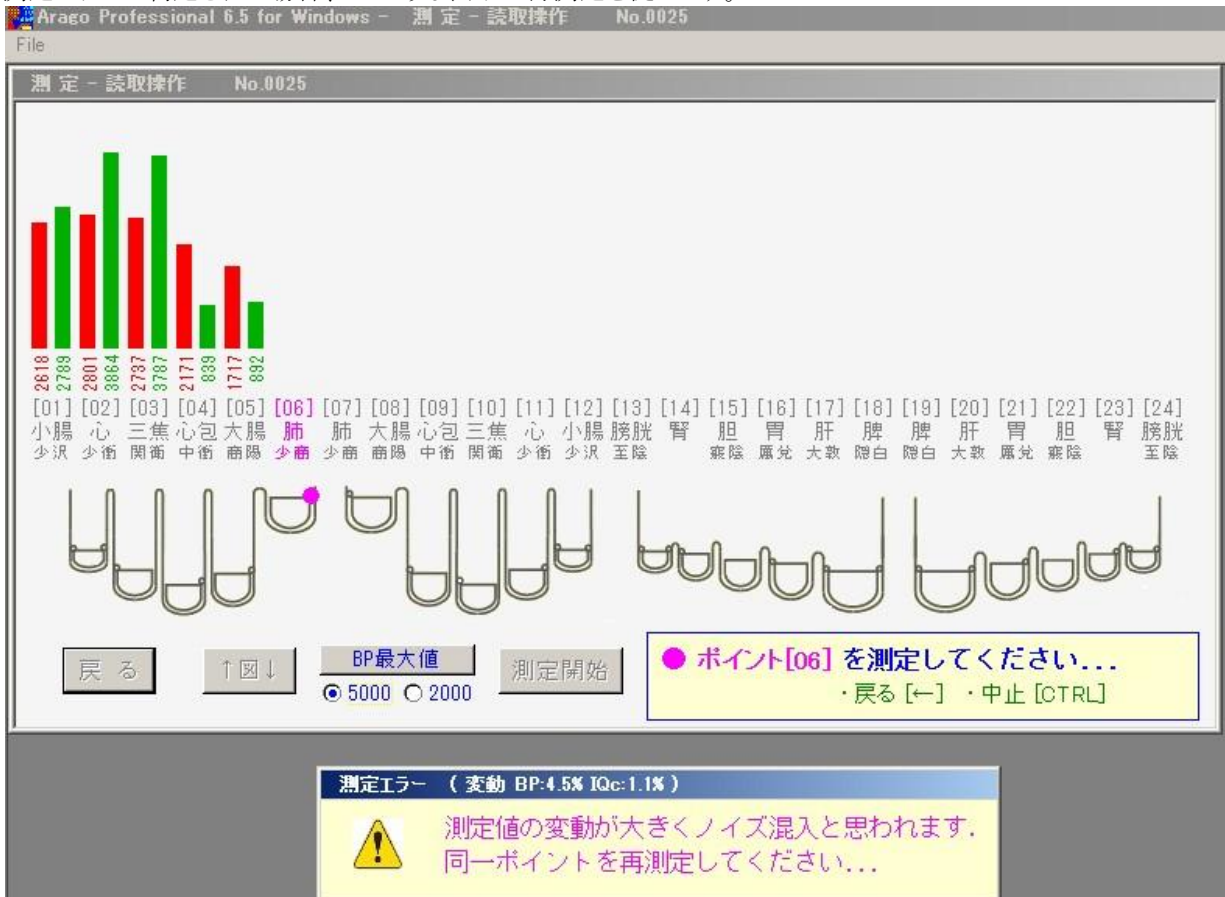 Arago Professional 6.5 for Windows - 測 定 - 読取操作 No.0025
File
測 定 - 読取操作 No.0025
2618 2789 2801 3864 2737 3787 2171 839 1717 892
[01] [02] [03] [04] [05] [06] [07] [08] [09] [10] [11] [12] [13] [14] [15] [16] [17] [18] [19] [20] [21] [22] [23] [24]
小腸 心 三焦 心包 大腸 肺 肺 大腸 心包 三焦 心 小腸 膀胱 腎 胆 胃 肝 脾 脾 肝 胃 胆 腎 膀胱
少沢 少衝 関衝 中衝 商陽 少商 少商 商陽 中衝 関衝 少衝 少沢 至陰 竅陰 厲兌 大敦 隠白 隠白 大敦 厲兌 竅陰 至陰
戻 る
↑図↓
BP最大値
5000 2000
測定開始
● ポイント[06] を測定してください...
・戻る [←] ・中止 [CTRL]
測定エラー ( 変動 BP:4.5% IQc:1.1% )
測定値の変動が大きくノイズ混入と思われます.
同一ポイントを再測定してください...